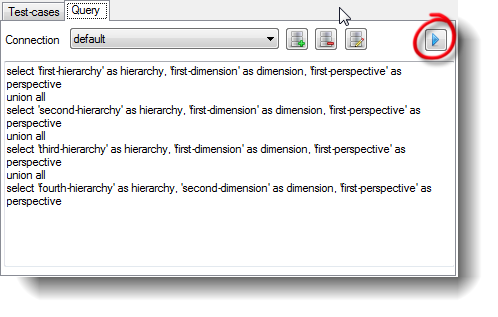 Test-cases Query
Connection default
select 'first-hierarchy' as hierarchy, 'first-dimension' as dimension, 'first-perspective' as
perspective
union all
select 'second-hierarchy' as hierarchy, 'first-dimension' as dimension, 'first-perspective' as
perspective
union all
select 'third-hierarchy' as hierarchy, 'first-dimension' as dimension, 'first-perspective' as
perspective
union all
select 'fourth-hierarchy' as hierarchy, 'second-dimension' as dimension, 'first-perspective' as
perspective